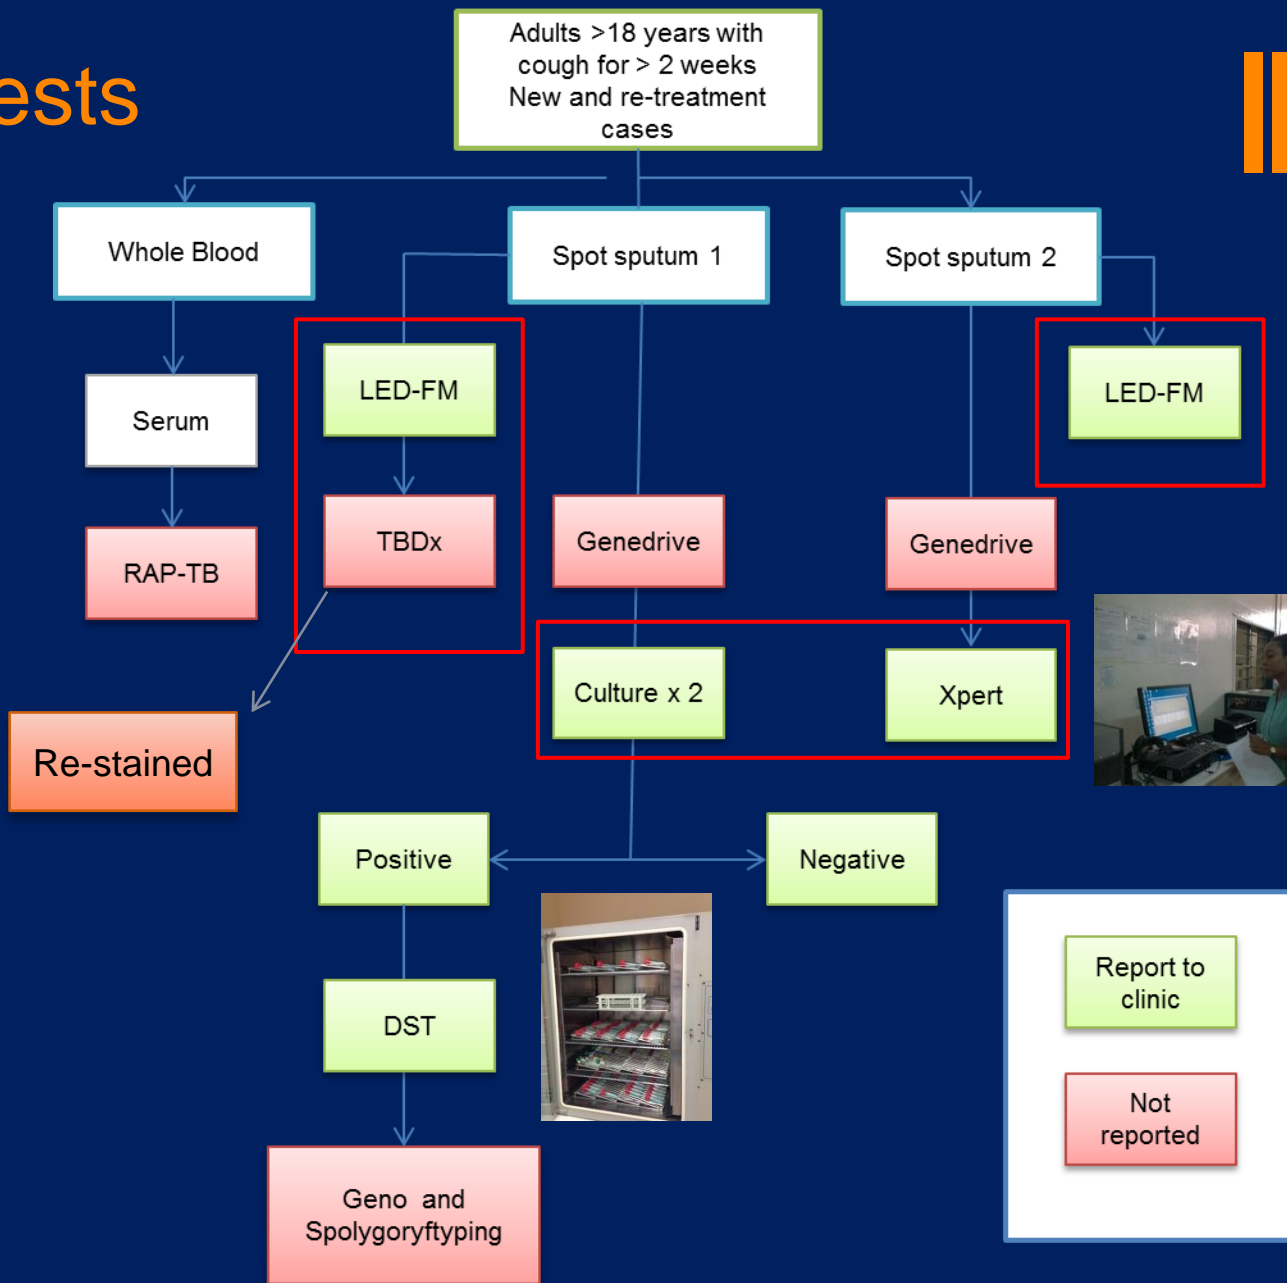 ests
Adults >18 years with
cough for > 2 weeks
New and re-treatment
cases
Whole Blood
Spot sputum 1
Spot sputum 2
LED-FM
LED-FM
Serum
TBDx
Genedrive
Genedrive
RAP-TB
Culture x 2
Xpert
Re-stained
Positive
Negative
Report to
clinic
DST
Not
reported
Geno and
Spolygoryftyping